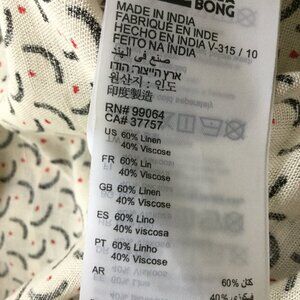 BONG
MADE IN INDIA
FABRIQUÉ EN INDE
HECHO EN INDIA V-315 / 10
FEITO NA ÍNDIA
صنع في الهند
ארץ הייצור הודו
원산지: 인도
印度製造
RN# 99064
CA# 37757
US 60% Linen
40% Viscose
FR 60% Lin
40% Viscose
GB 60% Linen
40% Viscose
ES 60% Lino
40% viscosa
PT 60% Linho
40% Viscose
AR 60% كتان
40%